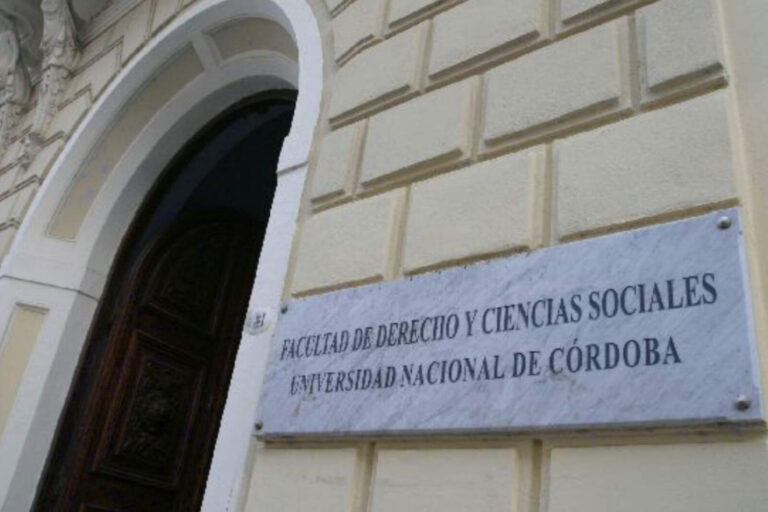 FACULTAD DE DERECHO Y CIENCIAS SOCIALES
UNIVERSIDAD NACIONAL DE CÓRDOBA